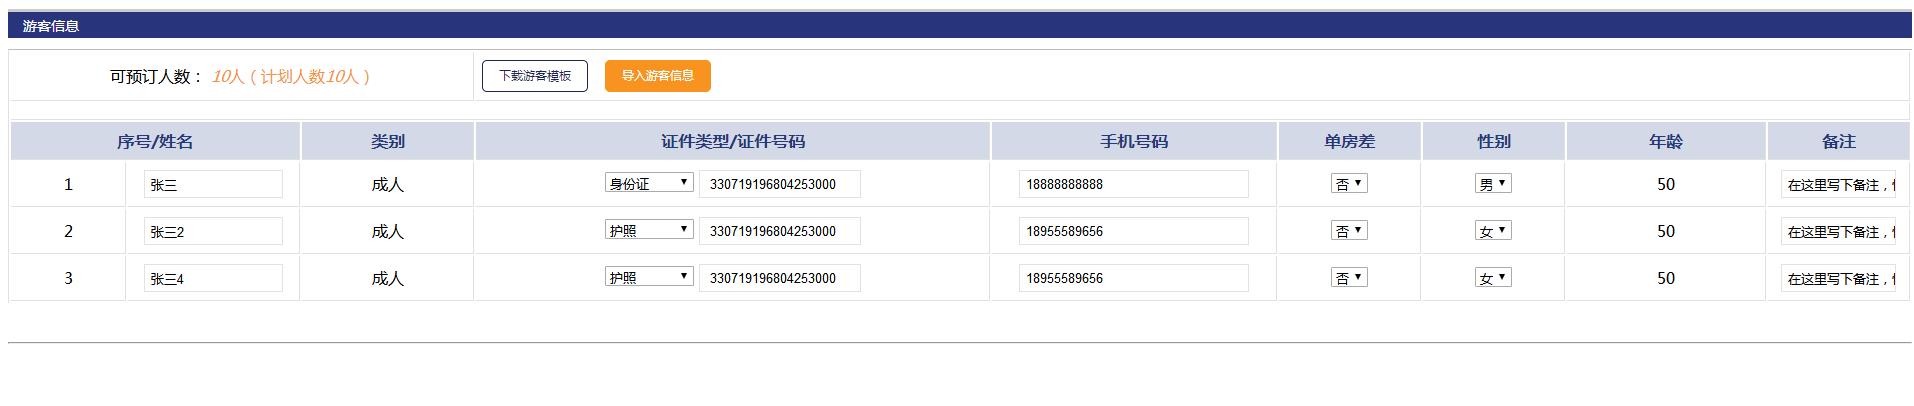 游客信息
可预订人数： 10人（计划人数10人） 下载游客模板 导入游客信息
序号/姓名 类别 证件类型/证件号码 手机号码 单房差 性别 年龄 备注
1 张三 成人 身份证 330719196804253000 18888888888 否 男 50 在这里写下备注，
2 张三2 成人 护照 330719196804253000 18955589656 否 女 50 在这里写下备注，
3 张三4 成人 护照 330719196804253000 18955589656 否 女 50 在这里写下备注，